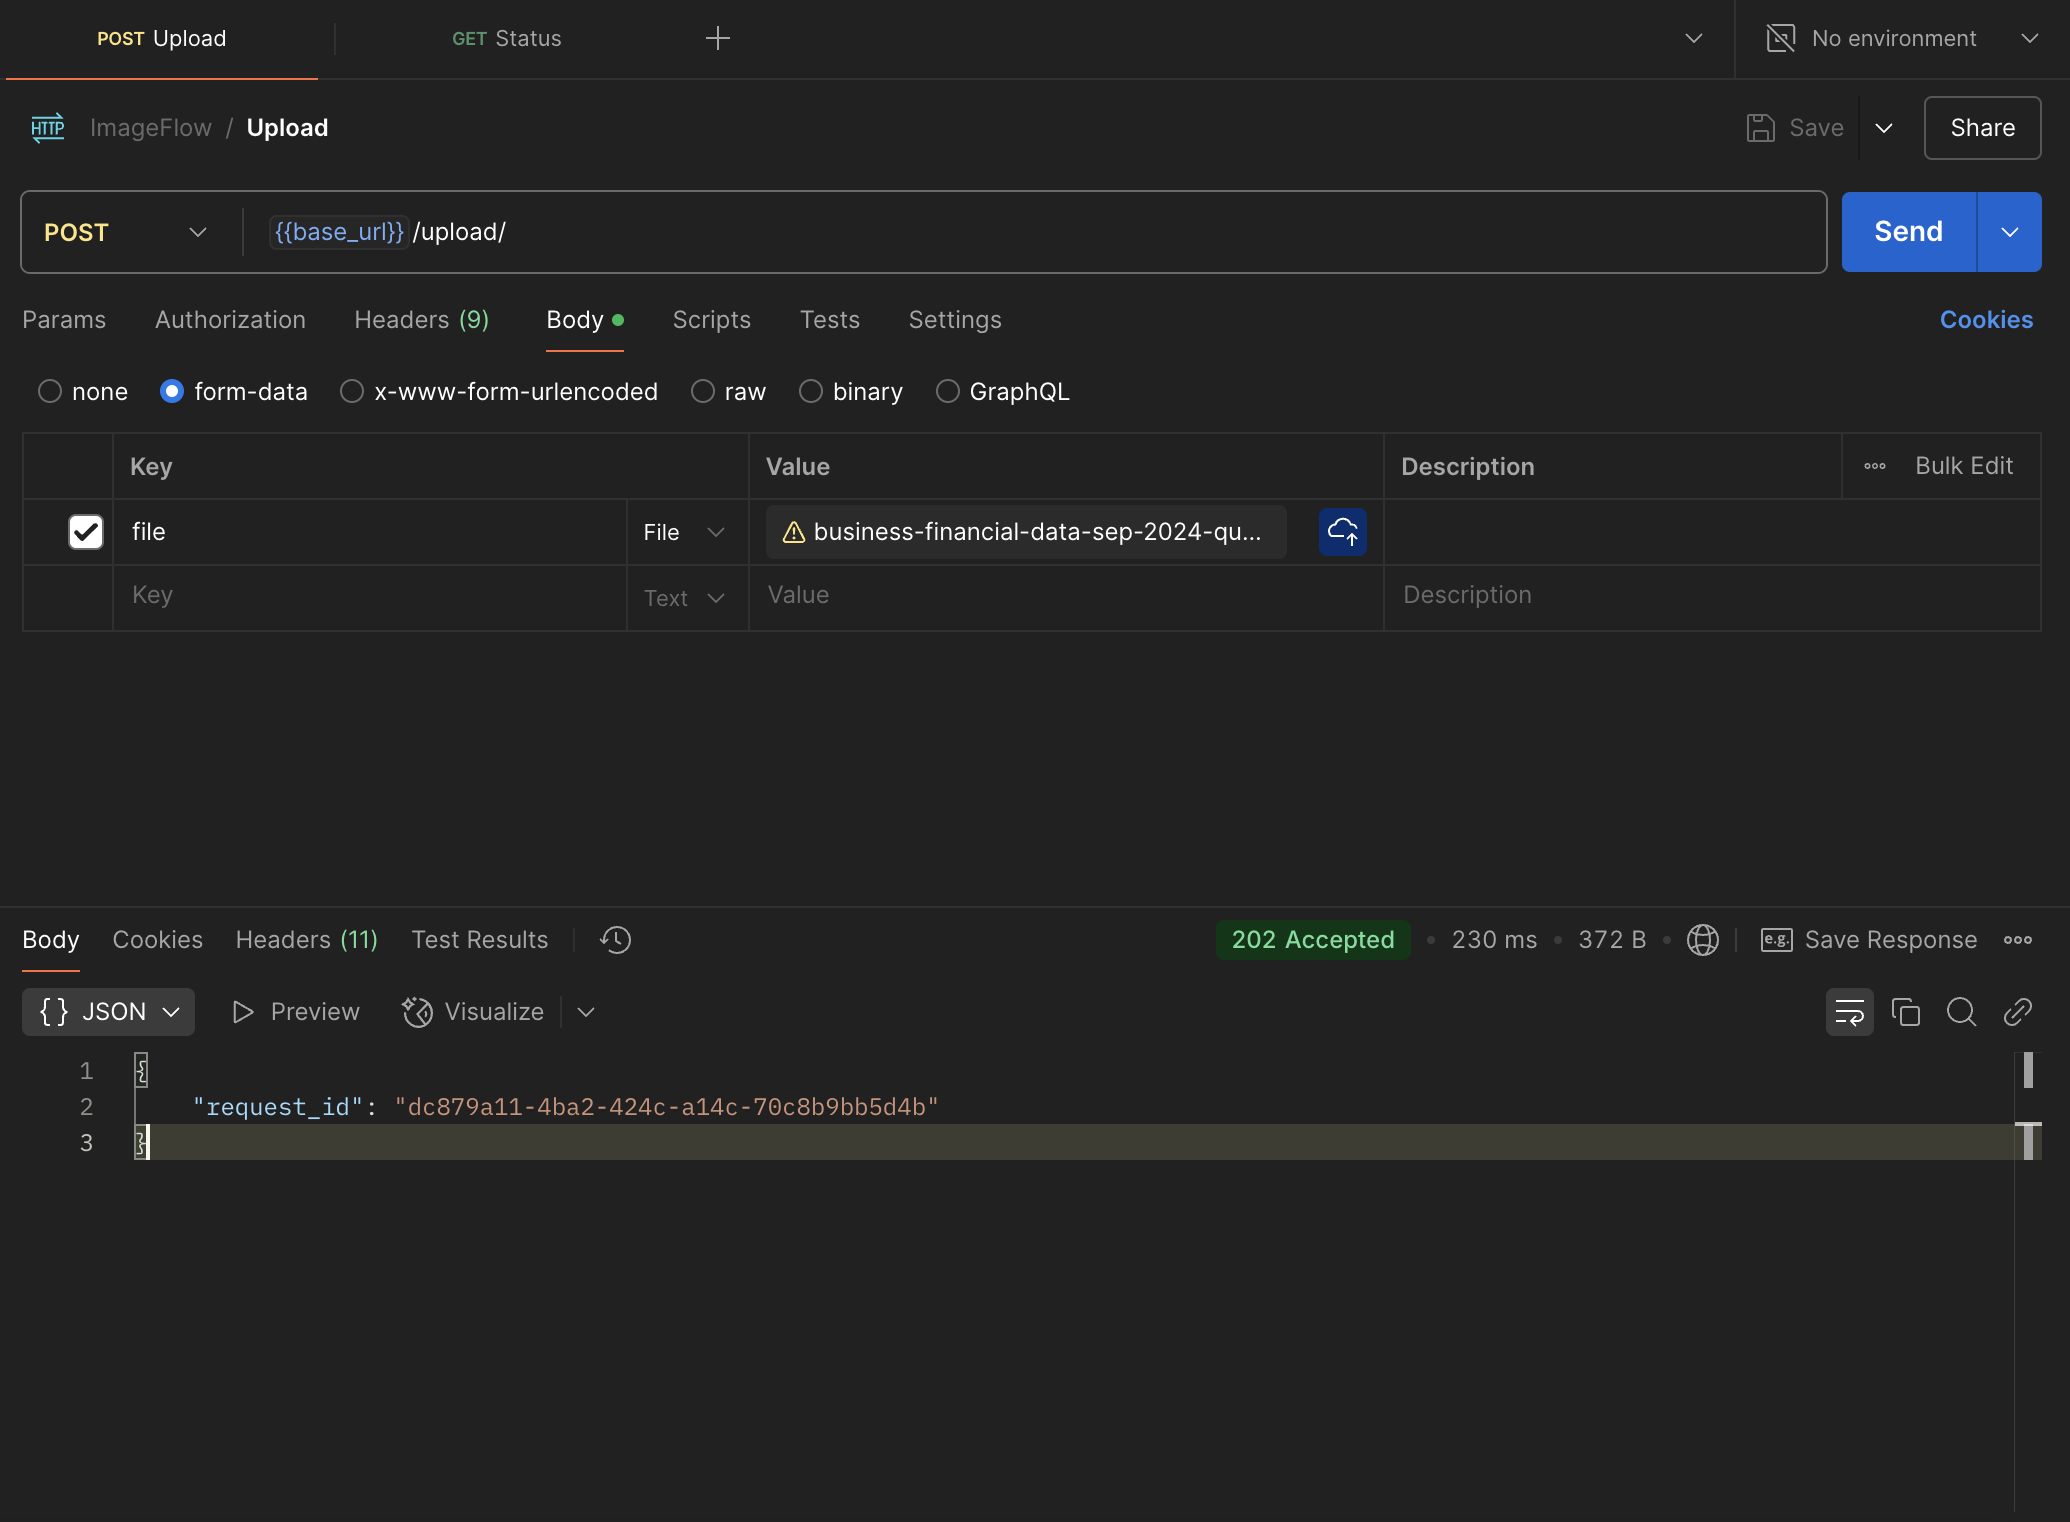 POST Upload
GET Status
No environment
HTTP
ImageFlow / Upload
Save
Share
POST
{{base_url}}/upload/
Send
Params
Authorization
Headers (9)
Body
Scripts
Tests
Settings
Cookies
none
form-data
x-www-form-urlencoded
raw
binary
GraphQL
Key
Value
Description
Bulk Edit
file
File
business-financial-data-sep-2024-qu...
Key
Text
Value
Description
Body
Cookies
Headers (11)
Test Results
202 Accepted • 230 ms • 372 B •
e.g. Save Response
{} JSON
Preview
Visualize
1 {
2 "request_id": "dc879a11-4ba2-424c-a14c-70c8b9bb5d4b"
3 }